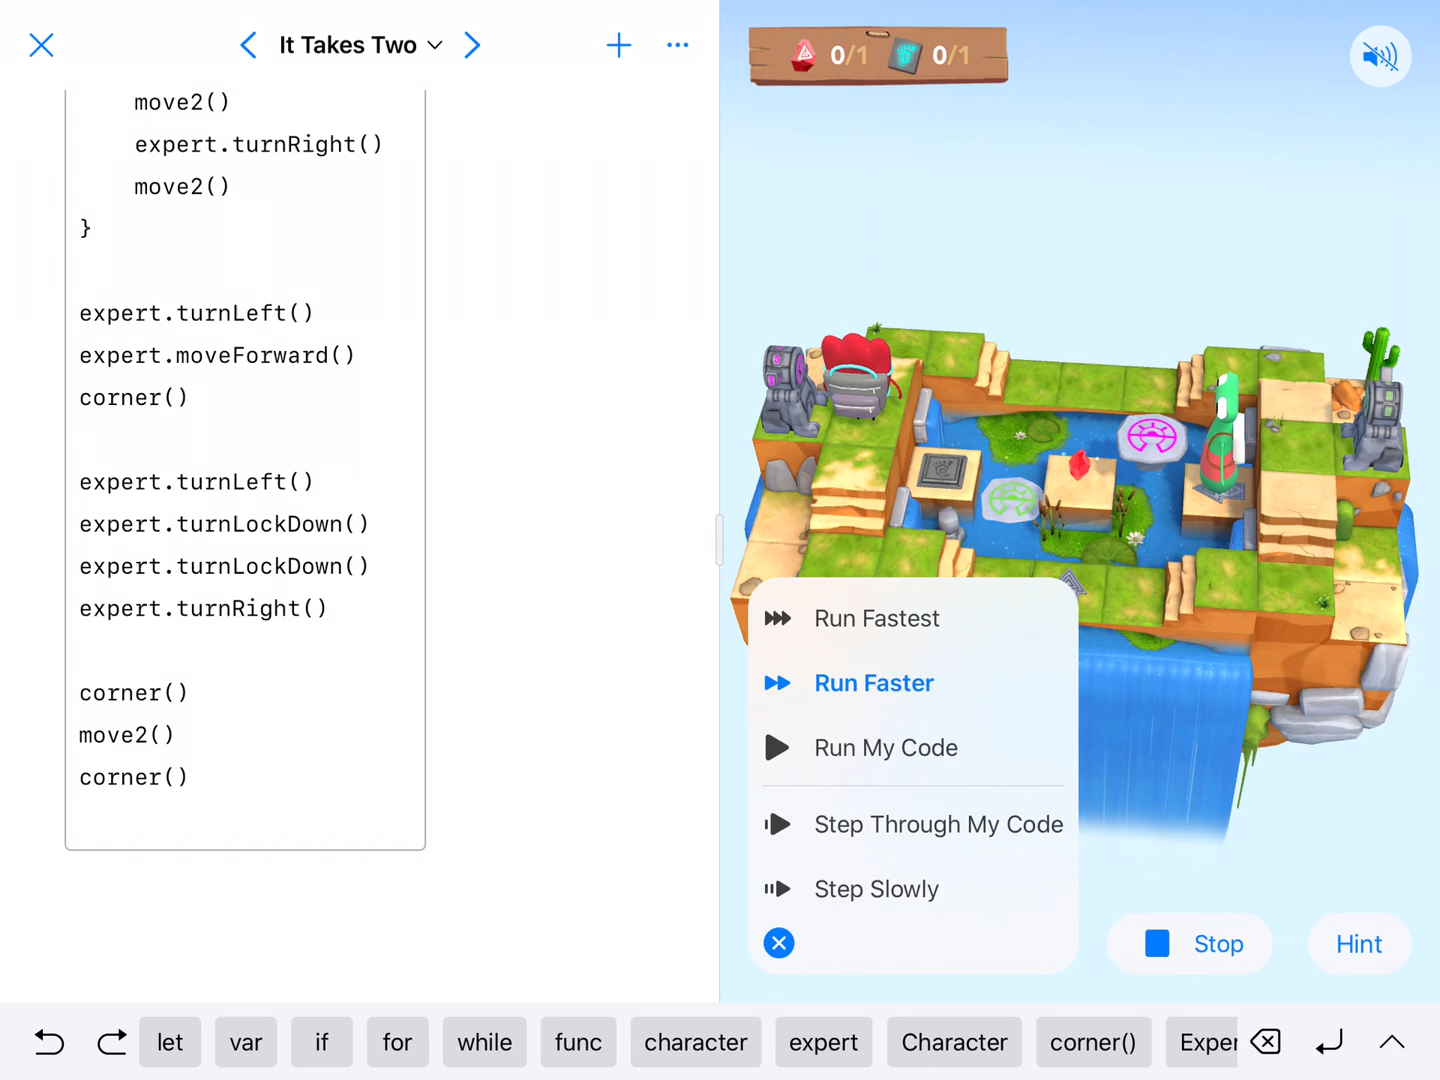 It Takes Two
move2()
expert.turnRight()
move2()
}
expert.turnLeft()
expert.moveForward()
corner()
expert.turnLeft()
expert.turnLockDown()
expert.turnLockDown()
expert.turnRight()
corner()
move2()
corner()
0/1 0/1
Run Fastest
Run Faster
Run My Code
Step Through My Code
Step Slowly
Stop
Hint
let var if for while func character expert Character corner() Exper